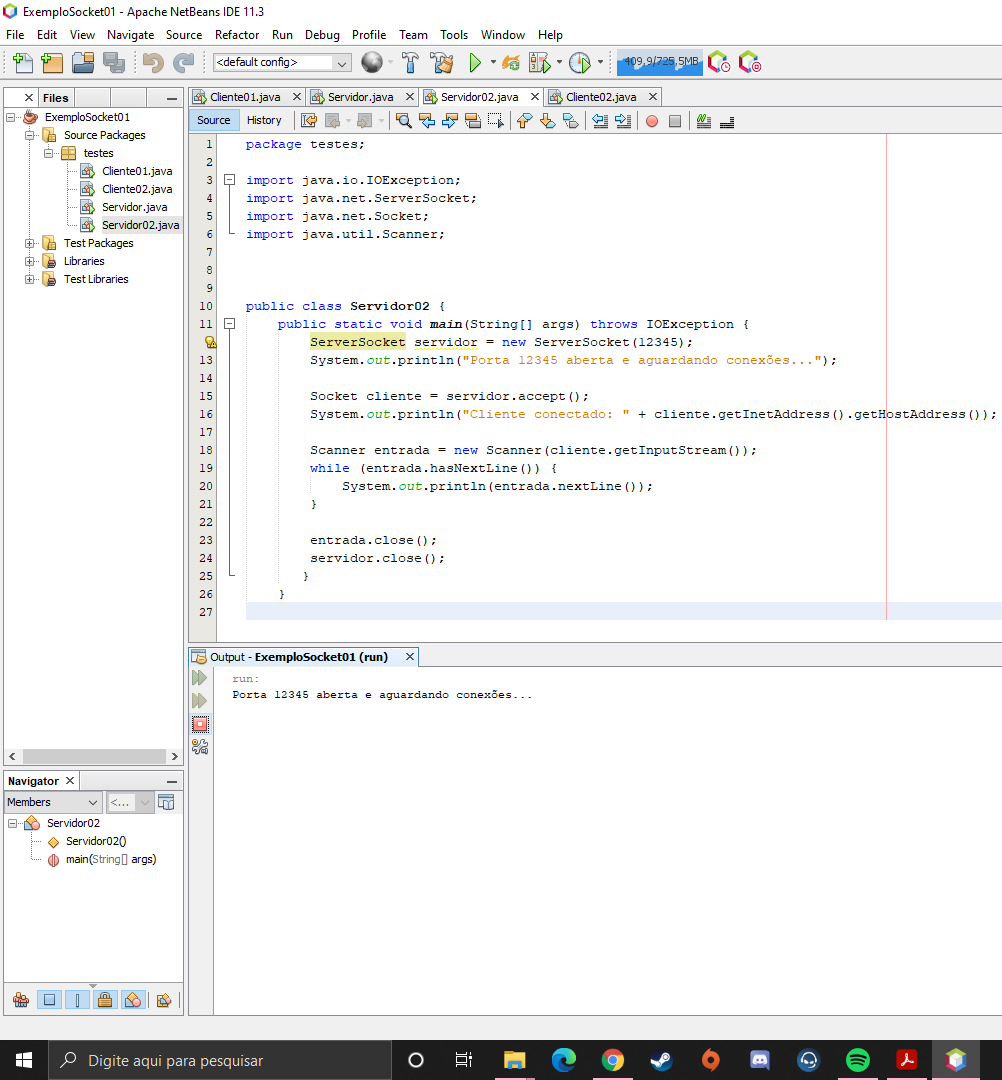 ExemploSocket01 - Apache NetBeans IDE 11.3
File Edit View Navigate Source Refactor Run Debug Profile Team Tools Window Help
<default config>
409,9/725,5MB
Files
ExemploSocket01
Source Packages
testes
Cliente01.java
Cliente02.java
Servidor.java
Servidor02.java
Test Packages
Libraries
Test Libraries
Cliente01.java Servidor.java Servidor02.java Cliente02.java
Source History
1 package testes;
2
3 import java.io.IOException;
4 import java.net.ServerSocket;
5 import java.net.Socket;
6 import java.util.Scanner;
7
8
9
10 public class Servidor02 {
11 public static void main(String[] args) throws IOException {
ServerSocket servidor = new ServerSocket(12345);
13 System.out.println("Porta 12345 aberta e aguardando conexões...");
14
15 Socket cliente = servidor.accept();
16 System.out.println("Cliente conectado: " + cliente.getInetAddress().getHostAddress());
17
18 Scanner entrada = new Scanner(cliente.getInputStream());
19 while (entrada.hasNextLine()) {
20 System.out.println(entrada.nextLine());
21 }
22
23 entrada.close();
24 servidor.close();
25 }
26 }
27
Output - ExemploSocket01 (run)
run:
Porta 12345 aberta e aguardando conexões...
Navigator
Members <...
Servidor02
Servidor02()
main(String[] args)
Digite aqui para pesquisar